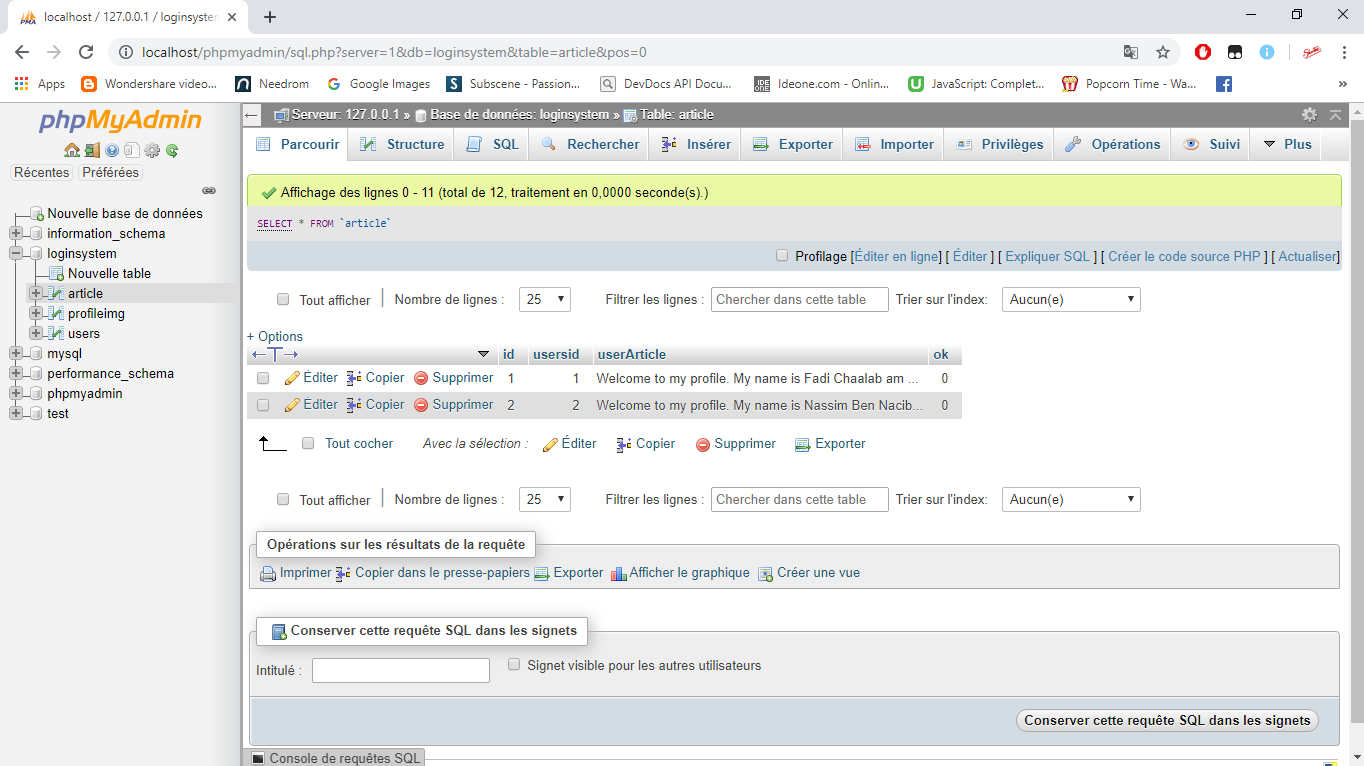 localhost / 127.0.0.1 / loginsystem
localhost/phpmyadmin/sql.php?server=1&db=loginsystem&table=article&pos=0
Apps Wondershare video... Needrom Google Images Subscene - Passion... DevDocs API Docu... Ideone.com - Onlin... JavaScript: Complet... Popcorn Time - Wa... »
phpMyAdmin
Récentes Préférées
Nouvelle base de données
information_schema
loginsystem
Nouvelle table
article
profileimg
users
mysql
performance_schema
phpmyadmin
test
Serveur: 127.0.0.1 » Base de données: loginsystem » Table: article
Parcourir Structure SQL Rechercher Insérer Exporter Importer Privilèges Opérations Suivi Plus
Affichage des lignes 0 - 11 (total de 12, traitement en 0,0000 seconde(s).)
SELECT * FROM `article`
Profilage [Éditer en ligne] [ Éditer ] [ Expliquer SQL ] [ Créer le code source PHP ] [ Actualiser]
Tout afficher Nombre de lignes : 25 Filtrer les lignes : Chercher dans cette table Trier sur l'index: Aucun(e)
+ Options
←T→ id usersid userArticle ok
Éditer Copier Supprimer 1 1 Welcome to my profile. My name is Fadi Chaalab am ... 0
Éditer Copier Supprimer 2 2 Welcome to my profile. My name is Nassim Ben Nacib... 0
Tout cocher Avec la sélection : Éditer Copier Supprimer Exporter
Tout afficher Nombre de lignes : 25 Filtrer les lignes : Chercher dans cette table Trier sur l'index: Aucun(e)
Opérations sur les résultats de la requête
Imprimer Copier dans le presse-papiers Exporter Afficher le graphique Créer une vue
Conserver cette requête SQL dans les signets
Intitulé : Signet visible pour les autres utilisateurs
Conserver cette requête SQL dans les signets
Console de requêtes SQL